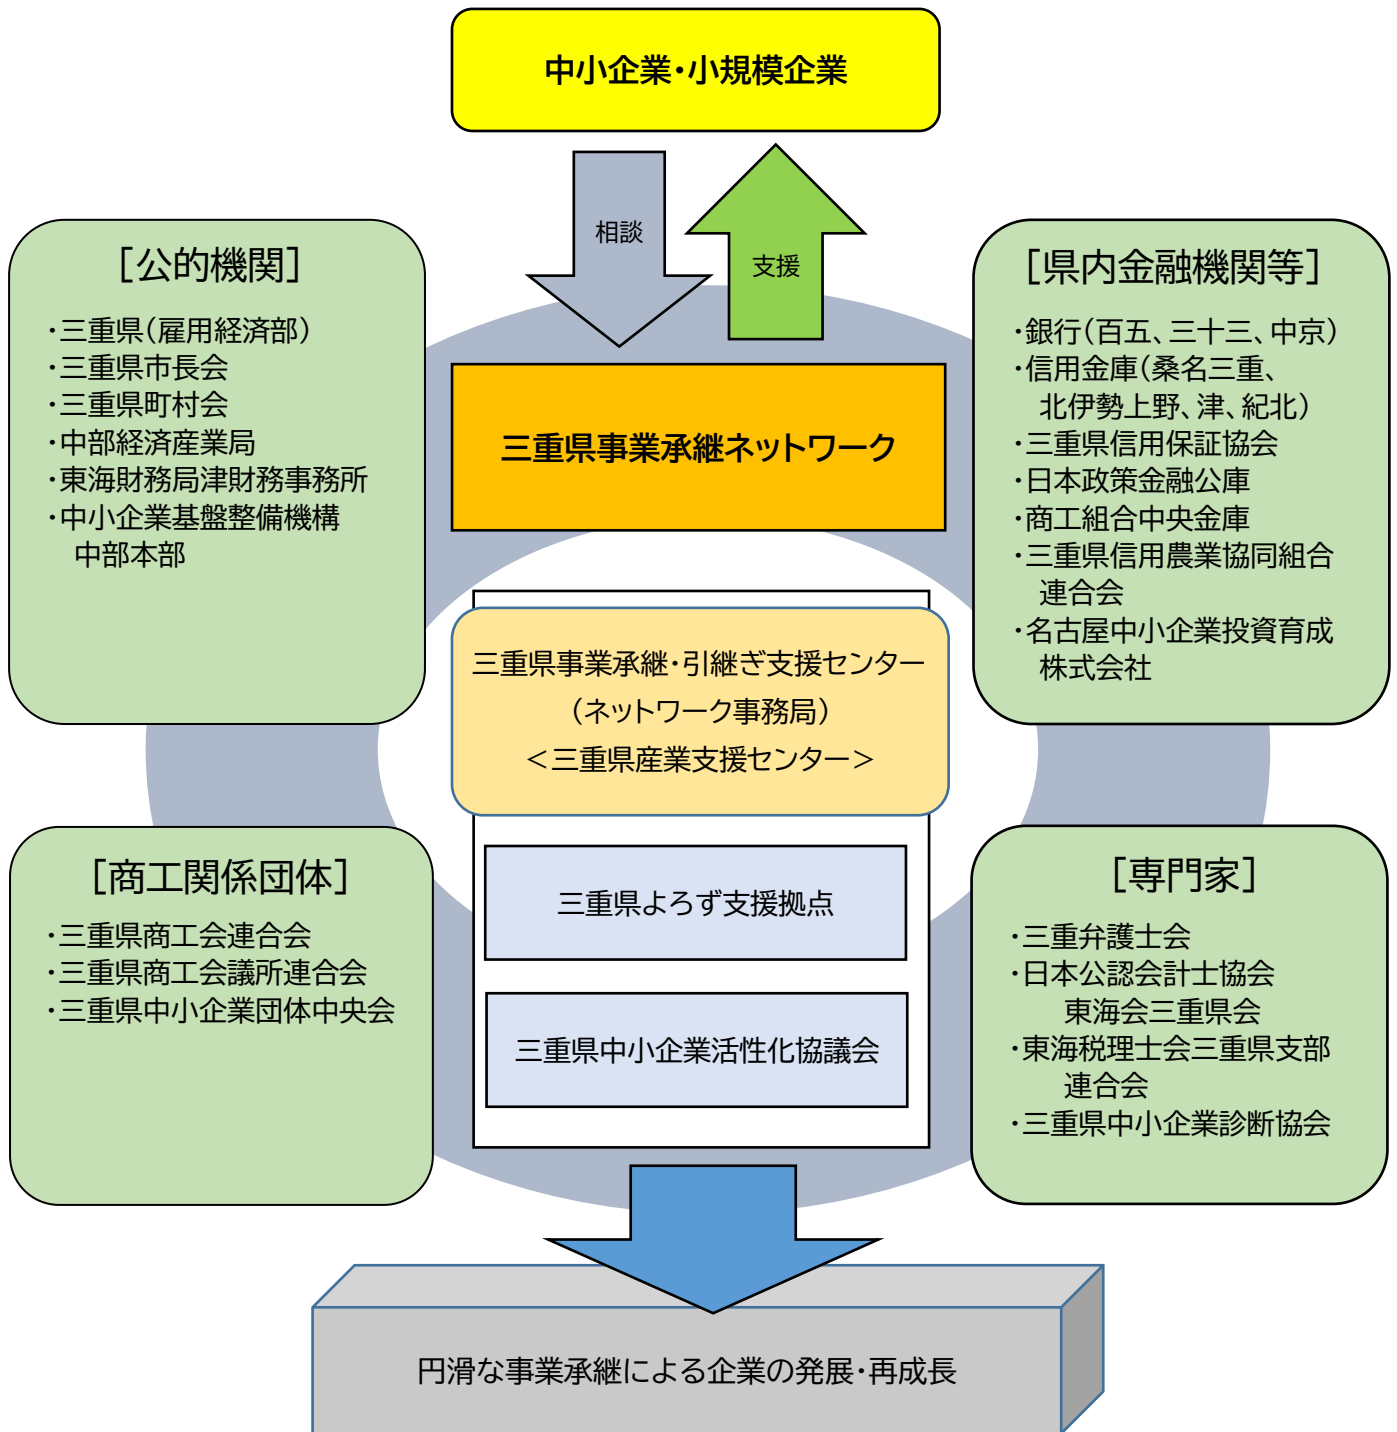 中小企業・小規模企業
相談
支援
［公的機関］
・三重県（雇用経済部）
・三重県市長会
・三重県町村会
・中部経済産業局
・東海財務局津財務事務所
・中小企業基盤整備機構
中部本部
三重県事業承継ネットワーク
［県内金融機関等］
・銀行（百五、三十三、中京）
・信用金庫（桑名三重、
北伊勢上野、津、紀北）
・三重県信用保証協会
・日本政策金融公庫
・商工組合中央金庫
・三重県信用農業協同組合
連合会
・名古屋中小企業投資育成
株式会社
三重県事業承継・引継ぎ支援センター
（ネットワーク事務局）
＜三重県産業支援センター＞
三重県よろず支援拠点
三重県中小企業活性化協議会
［商工関係団体］
・三重県商工会連合会
・三重県商工会議所連合会
・三重県中小企業団体中央会
［専門家］
・三重弁護士会
・日本公認会計士協会
東海会三重県会
・東海税理士会三重県支部
連合会
・三重県中小企業診断協会
円滑な事業承継による企業の発展・再成長